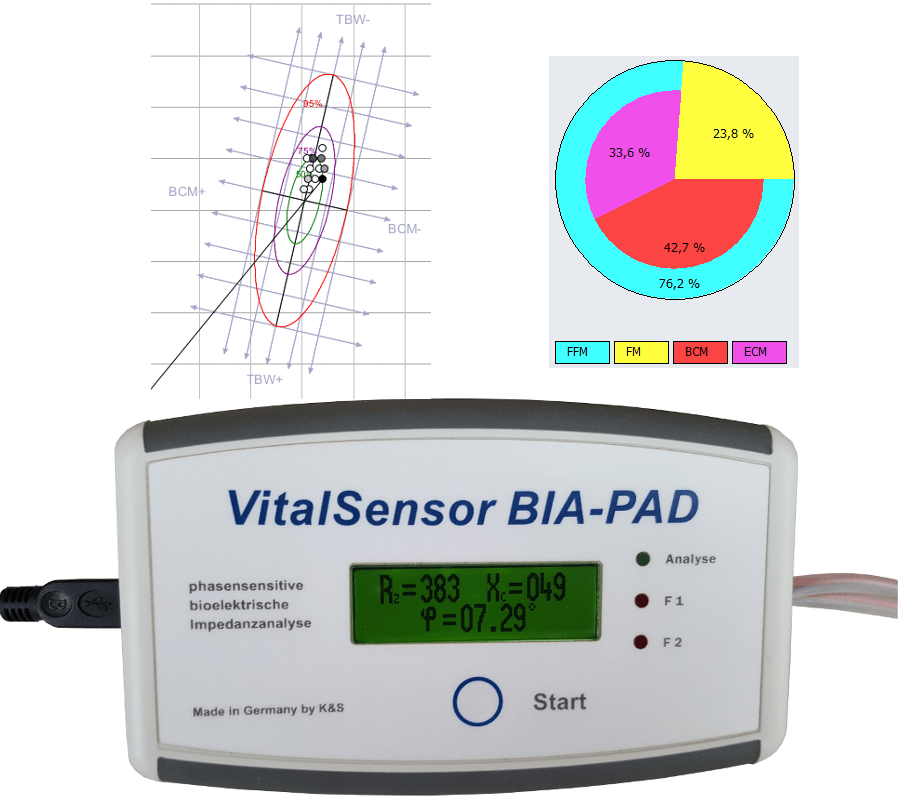 TBW-
95%
75%
50%
BCM+
BCM-
TBW+
23,8 %
33,6 %
42,7 %
76,2 %
FFM FM BCM ECM
VitalSensor BIA-PAD
phasensensitive
bioelektrische
Impedanzanalyse
Rz=383 Xc=049
φ=07.29°
Analyse
F 1
F 2
B
Start
Made in Germany by K&S